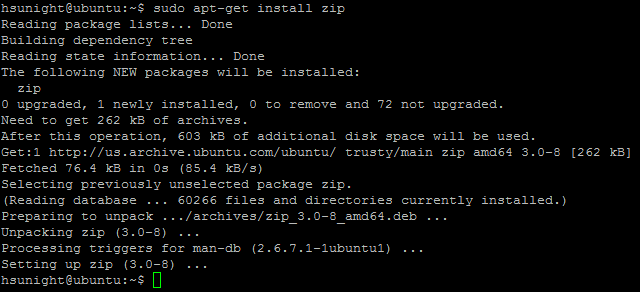 hsunight@ubuntu:~$ sudo apt-get install zip
Reading package lists... Done
Building dependency tree
Reading state information... Done
The following NEW packages will be installed:
  zip
0 upgraded, 1 newly installed, 0 to remove and 72 not upgraded.
Need to get 262 kB of archives.
After this operation, 603 kB of additional disk space will be used.
Get:1 http://us.archive.ubuntu.com/ubuntu/ trusty/main zip amd64 3.0-8 [262 kB]
Fetched 76.4 kB in 0s (85.4 kB/s)
Selecting previously unselected package zip.
(Reading database ... 60266 files and directories currently installed.)
Preparing to unpack .../archives/zip_3.0-8_amd64.deb ...
Unpacking zip (3.0-8) ...
Processing triggers for man-db (2.6.7.1-1ubuntu1) ...
Setting up zip (3.0-8) ...
hsunight@ubuntu:~$